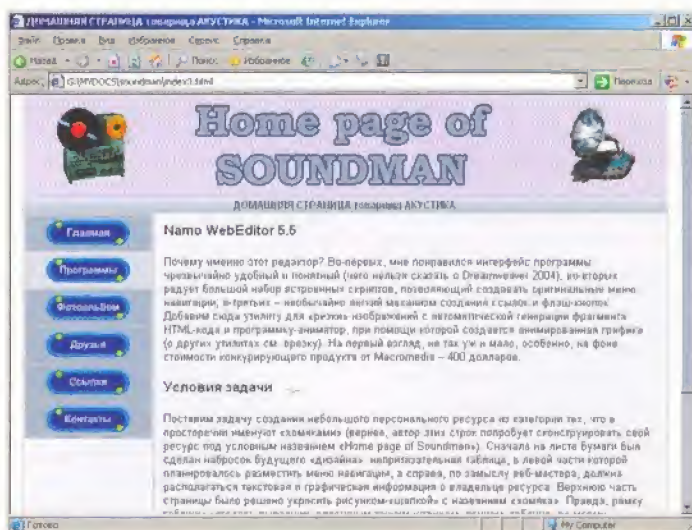 ДОМАШНЯЯ СТРАНИЦА товарища АКУСТИКА - Microsoft Internet Explorer
Файл Правка Вид Избранное Сервис Справка
Назад Поиск Избранное
Адрес: G:\MYDOCS\soundman\index3.html Переход
Home page of
SOUNDMAN
ДОМАШНЯЯ СТРАНИЦА товарища АКУСТИКА
Главная
Программы
Фотоальбом
Друзья
Ссылки
Контакты
Namo WebEditor 5.5
Почему именно этот редактор? Во-первых, мне понравился интерфейс программы
чрезвычайно удобный и понятный (чего нельзя сказать о Dreamweaver 2004), во-вторых
радует большой набор встроенных скриптов, позволяющий создавать оригинальные меню
навигации, в-третьих – необычайно легкий механизм создания ссылок и флэш-кнопок.
Добавим сюда утилиту для «резки» изображений с автоматической генерации фрагмента
HTML-кода и программку-аниматор, при помощи которой создается анимированная графика
(о других утилитах см. врезку). На первый взгляд, не так уж и мало, особенно, на фоне
стоимости конкурирующего продукта от Macromedia – 400 долларов.
Условия задачи
Поставим задачу создания небольшого персонального ресурса из категории тех, что в
просторечии именуют «хомяками» (вернее, автор этих строк попробует сконструировать свой
ресурс под условным названием «Home page of Soundman»). Сначала на листе бумаги был
сделан набросок будущего «дизайна» непритязательная таблица, в левой части которой
планировалось разместить меню навигации, а справа, по замыслу веб-мастера, должна
располагаться текстовая и графическая информация о владельце ресурса. Верхнюю часть
страницы было решено украсить рисунком-«шапкой» с названием «хомяка». Правда, рамку
Готово My Computer